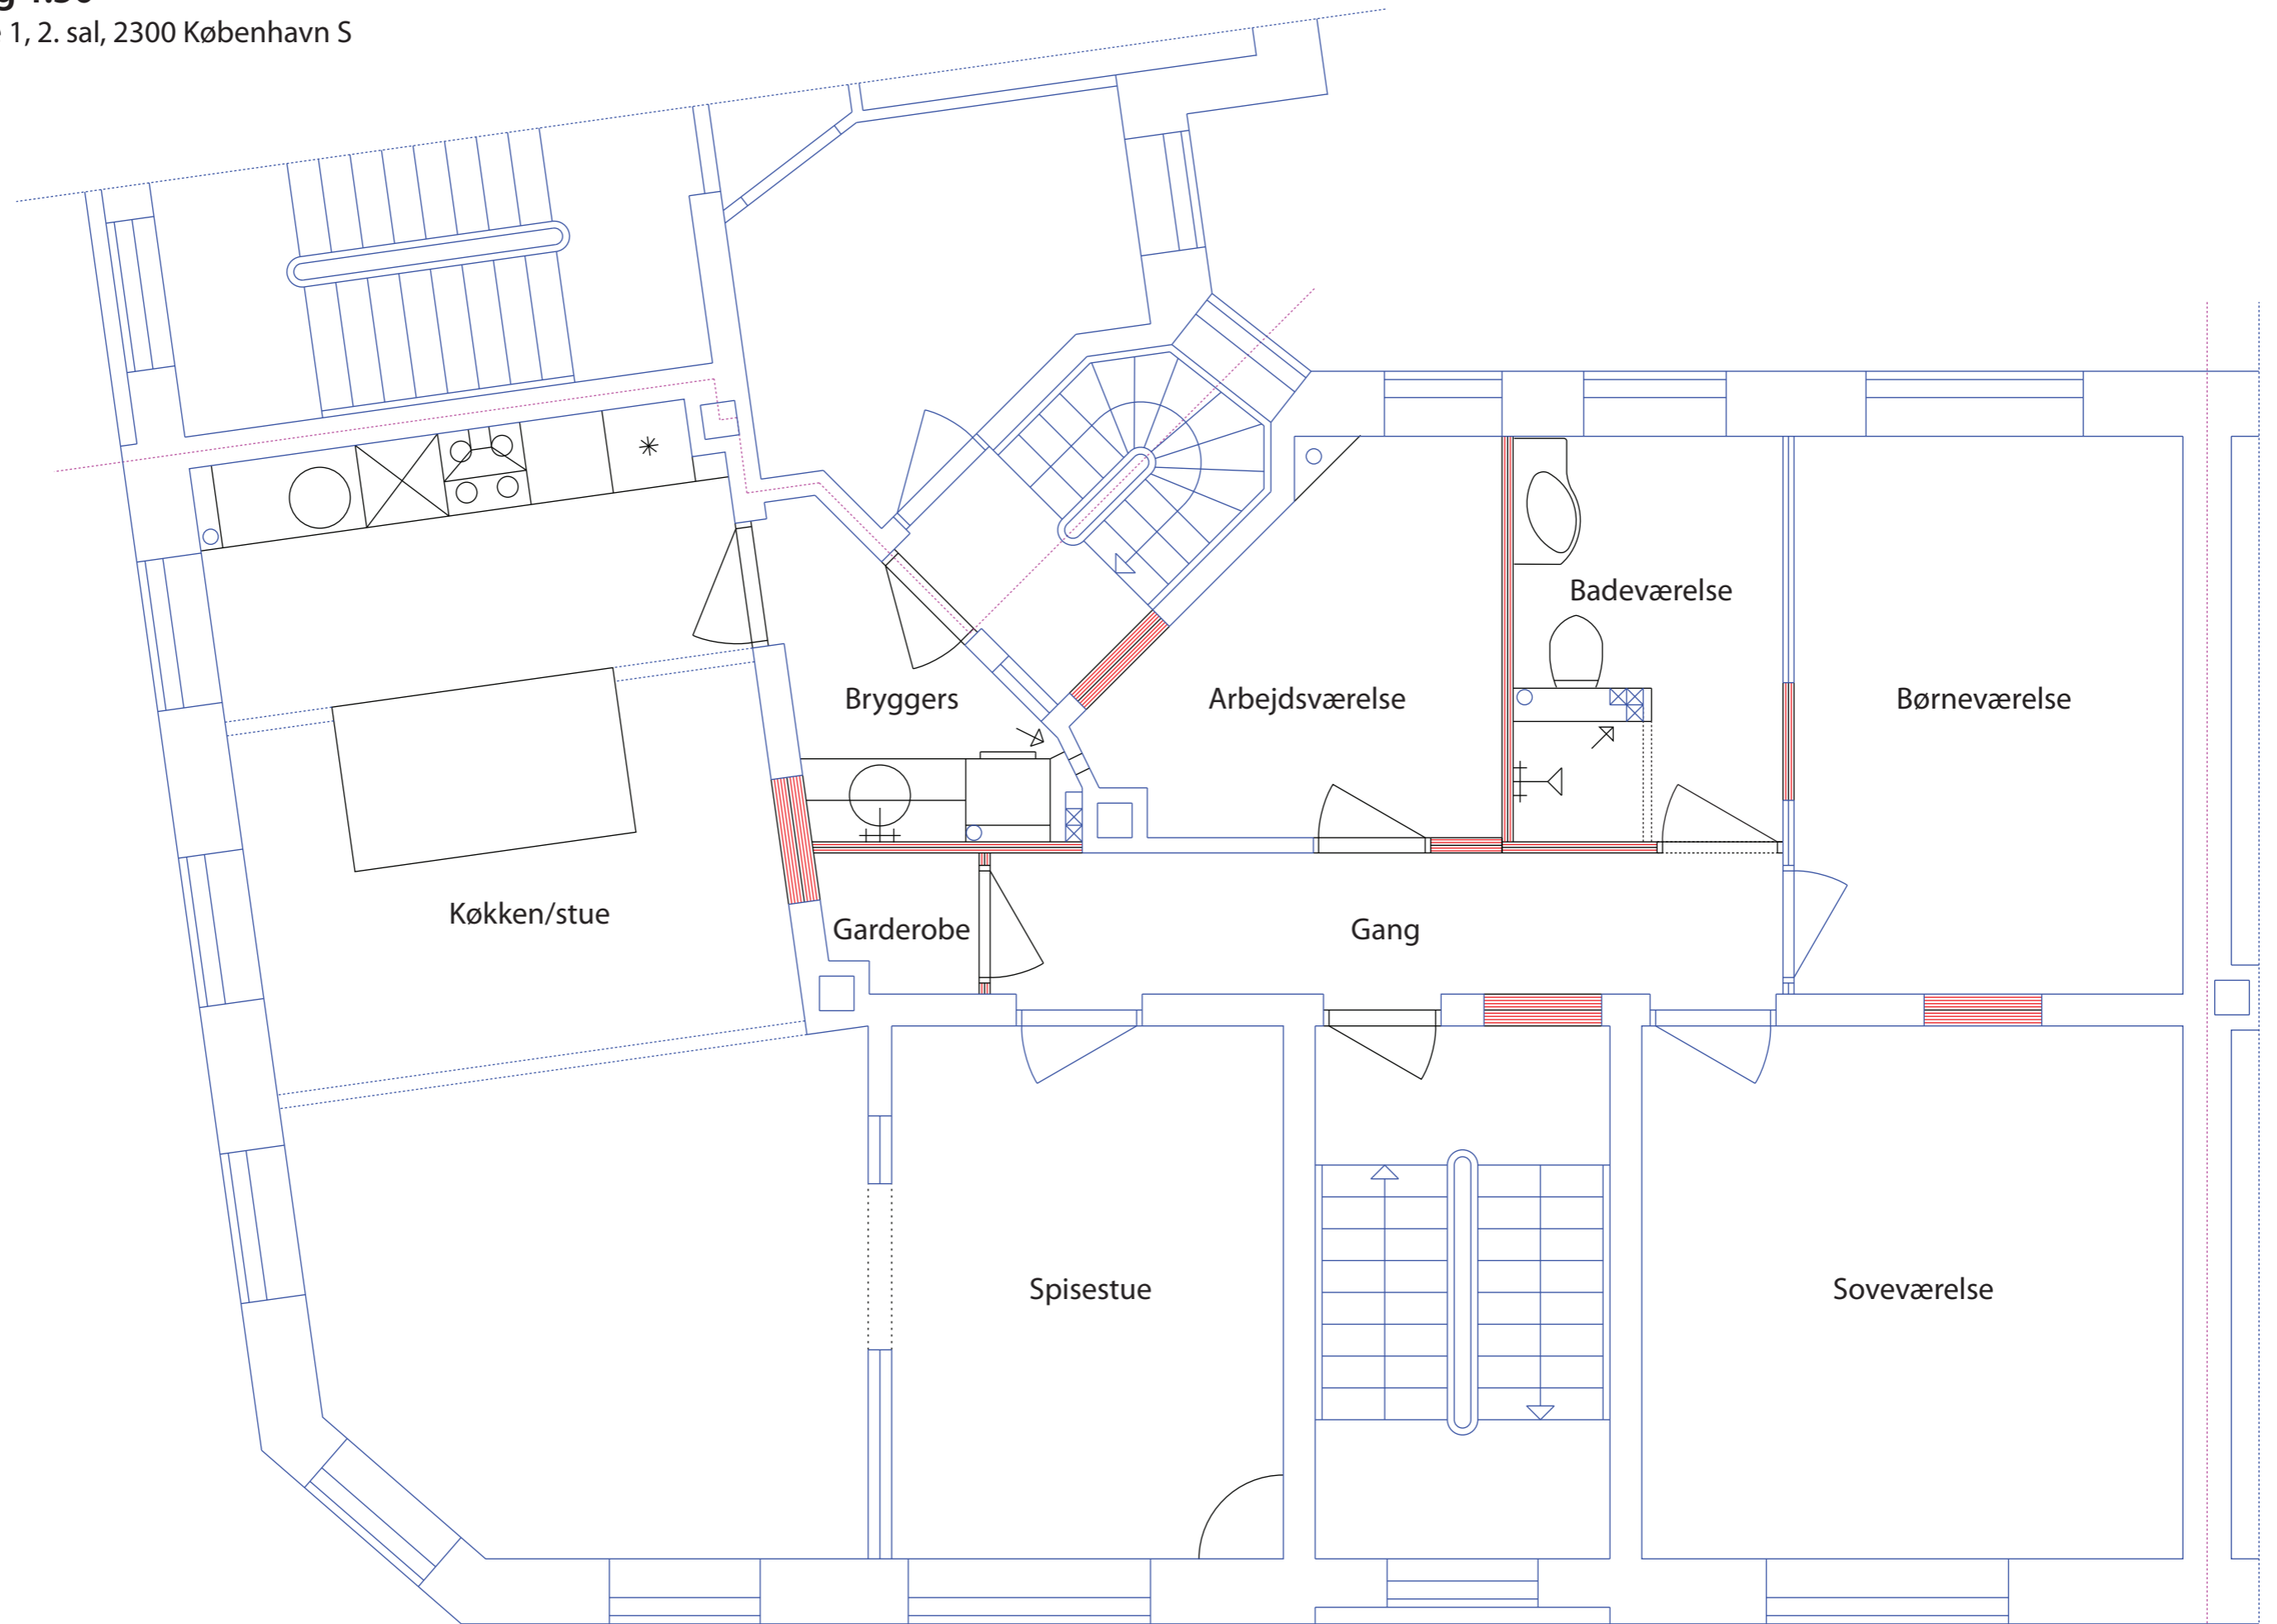 1, 2. sal, 2300 København S
Badeværelse
Bryggers
Arbejdsværelse
Børneværelse
Køkken/stue
Garderobe
Gang
Spisestue
Soveværelse